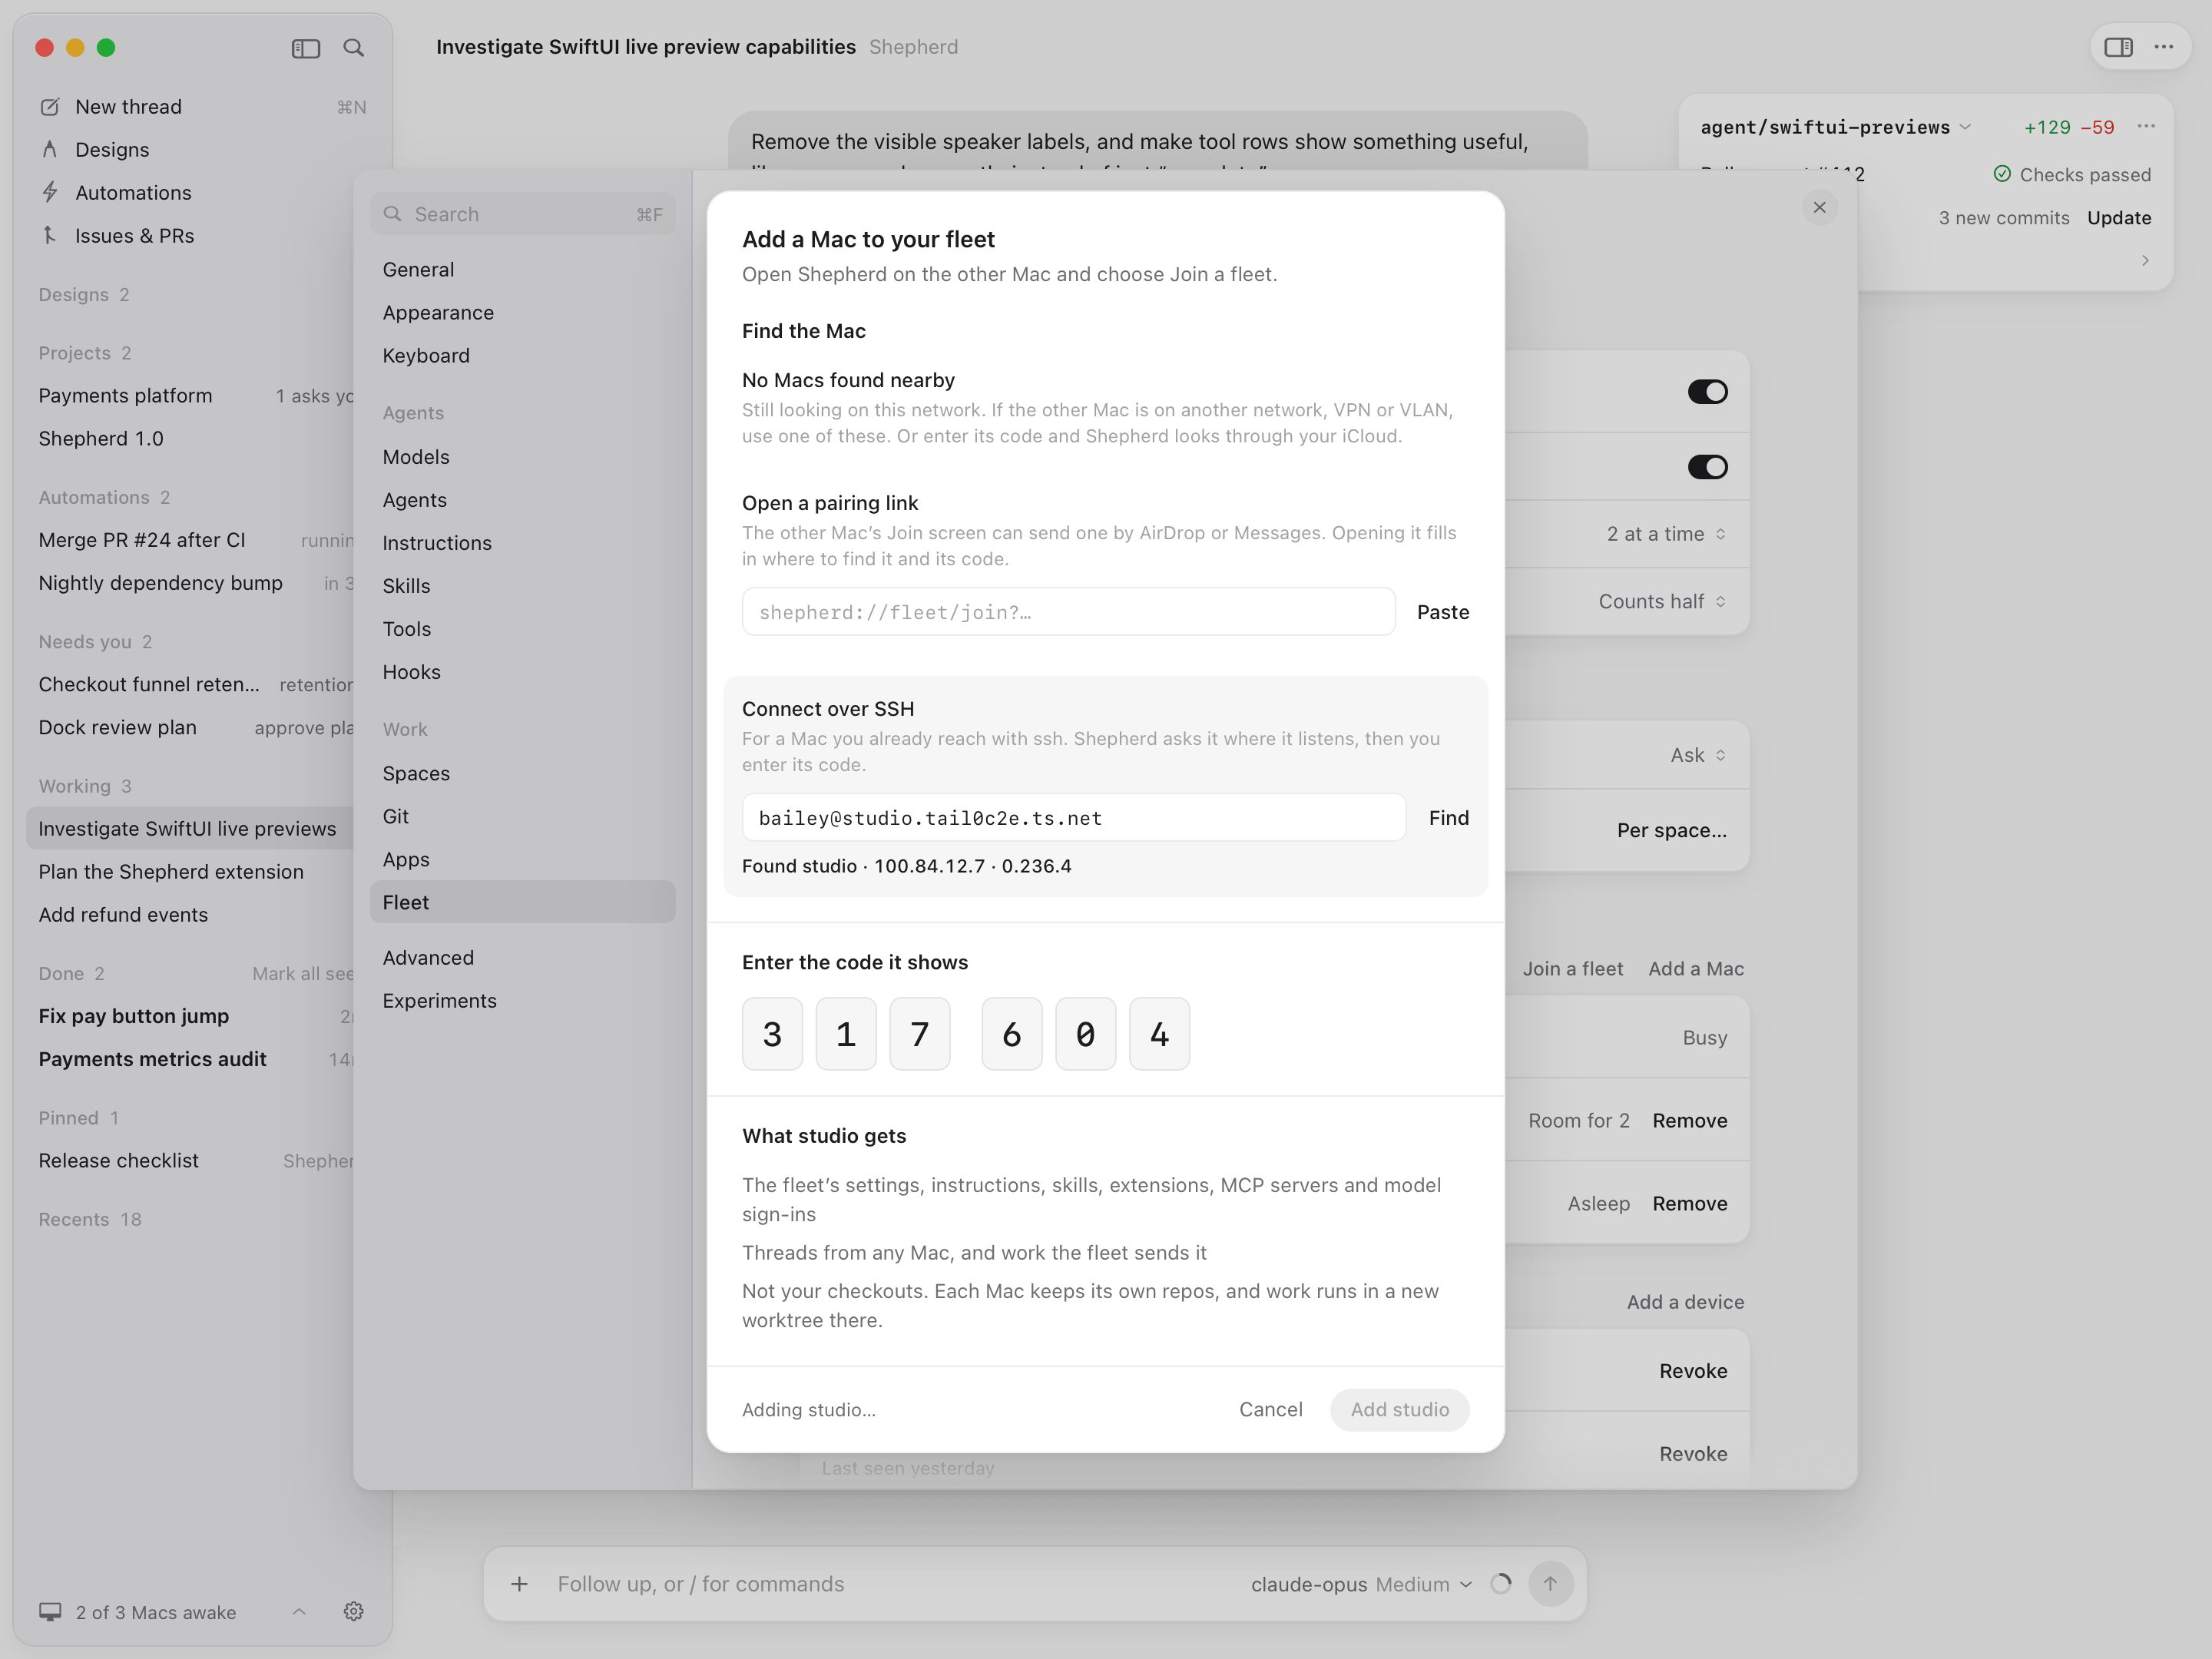 Investigate SwiftUI live preview capabilities Shepherd
New thread ⌘N
Designs
Automations
Issues & PRs
Designs 2
Projects 2
Payments platform 1 asks
Shepherd 1.0
Automations 2
Merge PR #24 after CI
Nightly dependency bump in
Needs you 2
Checkout funnel reten…
Dock review plan approve
Working 3
Investigate SwiftUI live previews
Plan the Shepherd extension
Add refund events
Done 2 Mark all
Fix pay button jump
Payments metrics audit
Pinned 1
Release checklist
Recents 18
2 of 3 Macs awake
Remove the visible speaker labels, and make tool rows show something useful,
agent/swiftui-previews +129 −59
Checks passed
3 new commits Update
Search ⌘F
General
Appearance
Keyboard
Agents
Models
Agents
Instructions
Skills
Tools
Hooks
Work
Spaces
Git
Apps
Fleet
Advanced
Experiments
Add a Mac to your fleet
Open Shepherd on the other Mac and choose Join a fleet.
Find the Mac
No Macs found nearby
Still looking on this network. If the other Mac is on another network, VPN or VLAN,
use one of these. Or enter its code and Shepherd looks through your iCloud.
Open a pairing link
The other Mac’s Join screen can send one by AirDrop or Messages. Opening it fills
in where to find it and its code.
shepherd://fleet/join?… Paste
Connect over SSH
For a Mac you already reach with ssh. Shepherd asks it where it listens, then you
enter its code.
bailey@studio.tail0c2e.ts.net Find
Found studio · 100.84.12.7 · 0.236.4
Enter the code it shows
3 1 7 6 0 4
What studio gets
The fleet’s settings, instructions, skills, extensions, MCP servers and model
sign-ins
Threads from any Mac, and work the fleet sends it
Not your checkouts. Each Mac keeps its own repos, and work runs in a new
worktree there.
Adding studio… Cancel Add studio
2 at a time
Counts half
Ask
Per space…
Join a fleet Add a Mac
Busy
Room for 2 Remove
Asleep Remove
Add a device
Revoke
Revoke
Last seen yesterday
Follow up, or / for commands claude-opus Medium